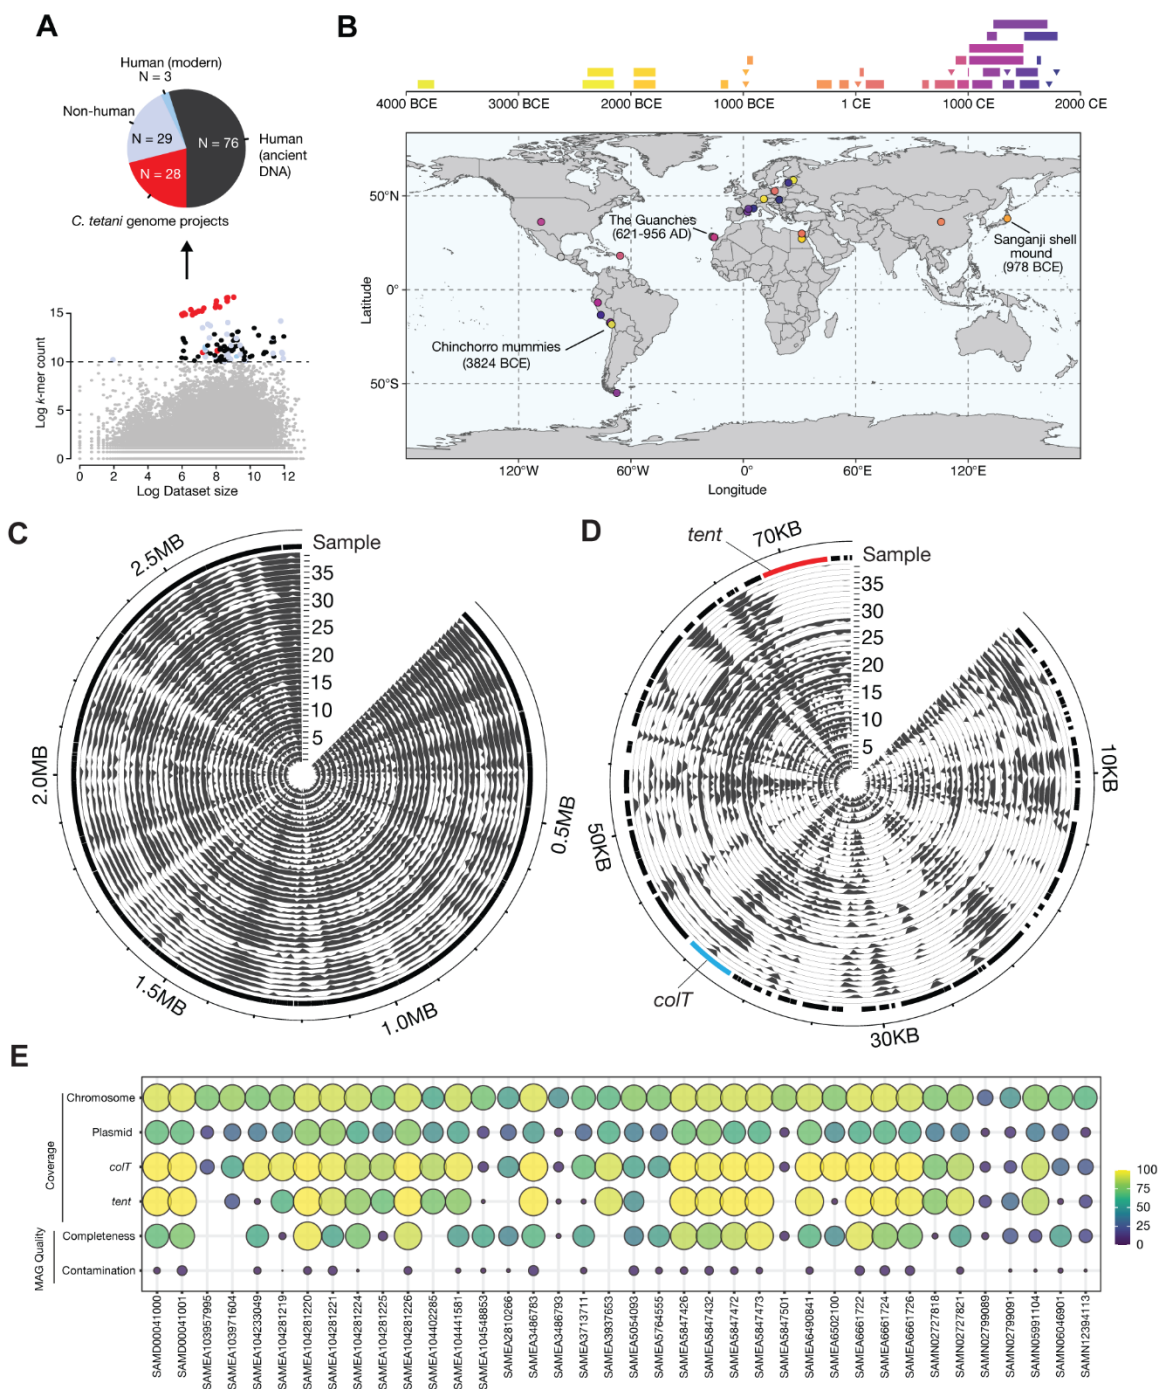 A
Human (modern)
N = 3
Non-human
N = 29
N = 76
N = 28
Human
(ancient
DNA)
C. tetani genome projects
Log k-mer count
15
10
5
0
0 2 4 6 8 10 12
Log Dataset size
B
4000 BCE 3000 BCE 2000 BCE 1000 BCE 1 CE 1000 CE 2000 CE
Latitude
50°N
0°
50°S
The Guanches
(621-956 AD)
Sanganji shell
mound
(978 BCE)
Chinchorro mummies
(3824 BCE)
120°W 60°W 0° 60°E 120°E
Longitude
C
Sample
35
30
25
20
15
10
5
0.5MB
1.0MB
1.5MB
2.0MB
2.5MB
D
tent
colT
Sample
35
30
25
20
15
10
5
10KB
30KB
50KB
70KB
E
Coverage
Chromosome
Plasmid
colT
tent
MAG Quality
Completeness
Contamination
100
75
50
25
0
SAMD00041000
SAMD00041001
SAMEA103957995
SAMEA103971604
SAMEA104233049
SAMEA104281219
SAMEA104281220
SAMEA104281221
SAMEA104281224
SAMEA104281225
SAMEA104281226
SAMEA104402285
SAMEA104441581
SAMEA104548853
SAMEA2810266
SAMEA3486783
SAMEA3486793
SAMEA3713711
SAMEA3937653
SAMEA5054093
SAMEA5764555
SAMEA5847426
SAMEA5847432
SAMEA5847472
SAMEA5847473
SAMEA5847501
SAMEA6490841
SAMEA6502100
SAMEA6661722
SAMEA6661724
SAMEA6661726
SAMN02727818
SAMN02727821
SAMN02799089
SAMN02799091
SAMN05991104
SAMN06046901
SAMN12394113